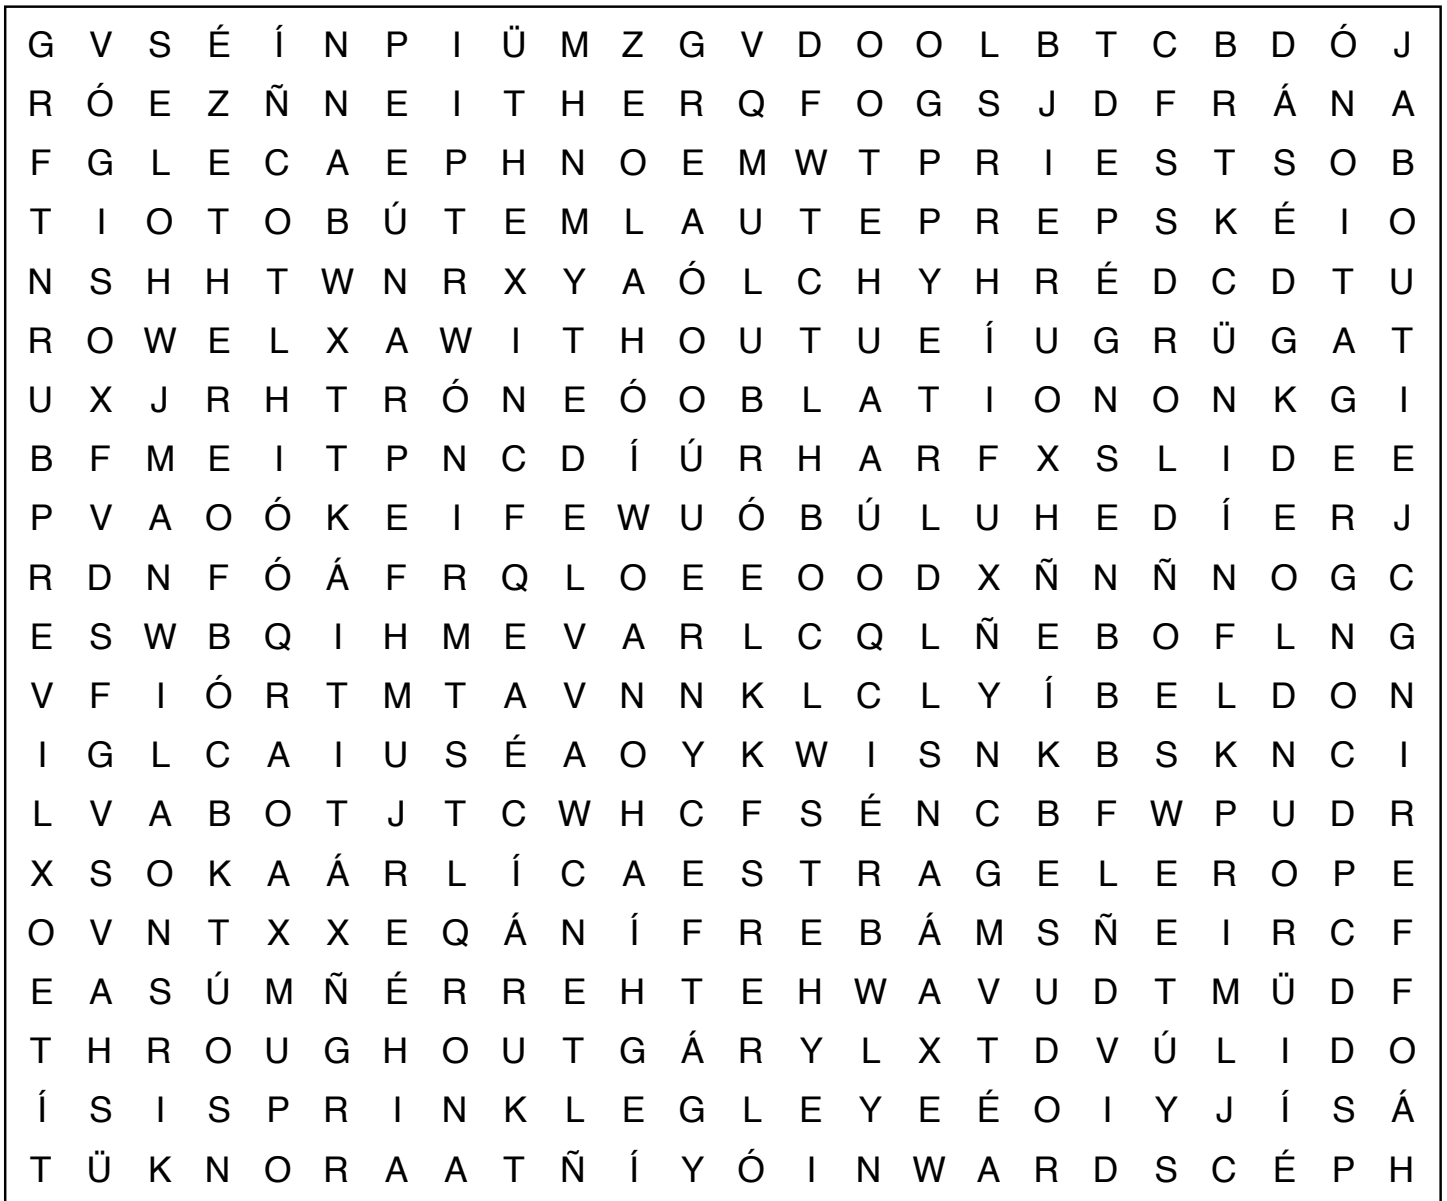 G V S É Í N P I Ü M Z G V D O O L B T C B D Ó J
R Ó E Z Ñ N E I T H E R Q F O G S J D F R Á N A
F G L E C A E P H N O E M W T P R I E S T S O B
T I O T O B Ú T E M L A U T E P R E P S K É I O
N S H H T W N R X Y A Ó L C H Y H R É D C D T U
R O W E L X A W I T H O U T U E Í U G R Ü G A T
U X J R H T R Ó N E Ó O B L A T I O N O N K G I
B F M E I T P N C D Í Ú R H A R F X S L I D E E
P V A O Ó K E I F E W U Ó B Ú L U H E D Í E R J
R D N F Ó Á F R Q L O E E O O D X Ñ N Ñ N O G C
E S W B Q I H M E V A R L C Q L Ñ E B O F L N G
V F I Ó R T M T A V N N K L C L Y Í B E L D O N
I G L C A I U S É A O Y K W I S N K B S K N C I
L V A B O T J T C W H C F S É N C B F W P U D R
X S O K A Á R L Í C A E S T R A G E L E R O P E
O V N T X X E Q Á N Í F R E B Á M S Ñ E I R C F
E A S Ú M Ñ É R R E H T E H W A V U D T M Ü D F
T H R O U G H O U T G Á R Y L X T D V Ú L I D O
Í S I S P R I N K L E G L E Y E É O I Y J Í S Á
T Ü K N O R A A T Ñ Í Y Ó I N W A R D S C É P H